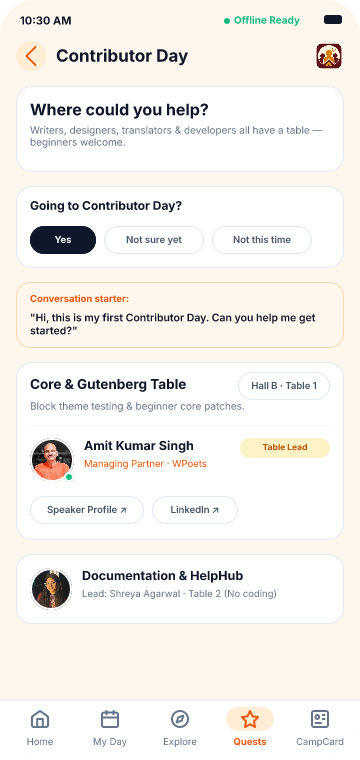 10:30 AM
Offline Ready
Contributor Day
Where could you help?
Writers, designers, translators & developers all have a table —
beginners welcome.
Going to Contributor Day?
Yes
Not sure yet
Not this time
Conversation starter:
"Hi, this is my first Contributor Day. Can you help me get
started?"
Core & Gutenberg Table
Hall B · Table 1
Block theme testing & beginner core patches.
Amit Kumar Singh
Table Lead
Managing Partner · WPoets
Speaker Profile ↗
LinkedIn ↗
Documentation & HelpHub
Lead: Shreya Agarwal · Table 2 (No coding)
Home
My Day
Explore
Quests
CampCard